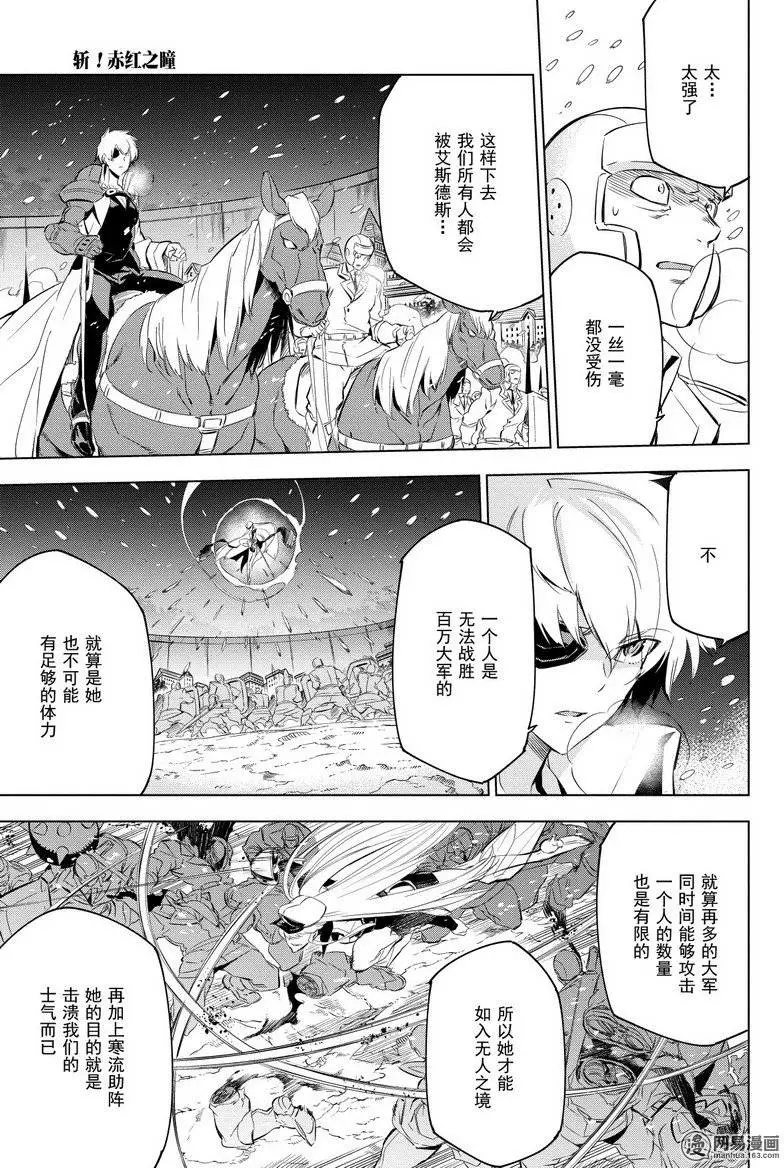 斩！赤红之瞳
太…
太强了
一丝一毫
都没受伤
这样下去
我们所有人都会
被艾斯德斯…
不
一个人是
无法战胜
百万大军的
就算是她
也不可能
有足够的体力
就算再多的大军
同时间能够攻击
一个人的数量
也是有限的
所以她才能
如入无人之境
再加上寒流助阵
她的目的就是
击溃我们的
士气而已
网易漫画
manhua.163.com